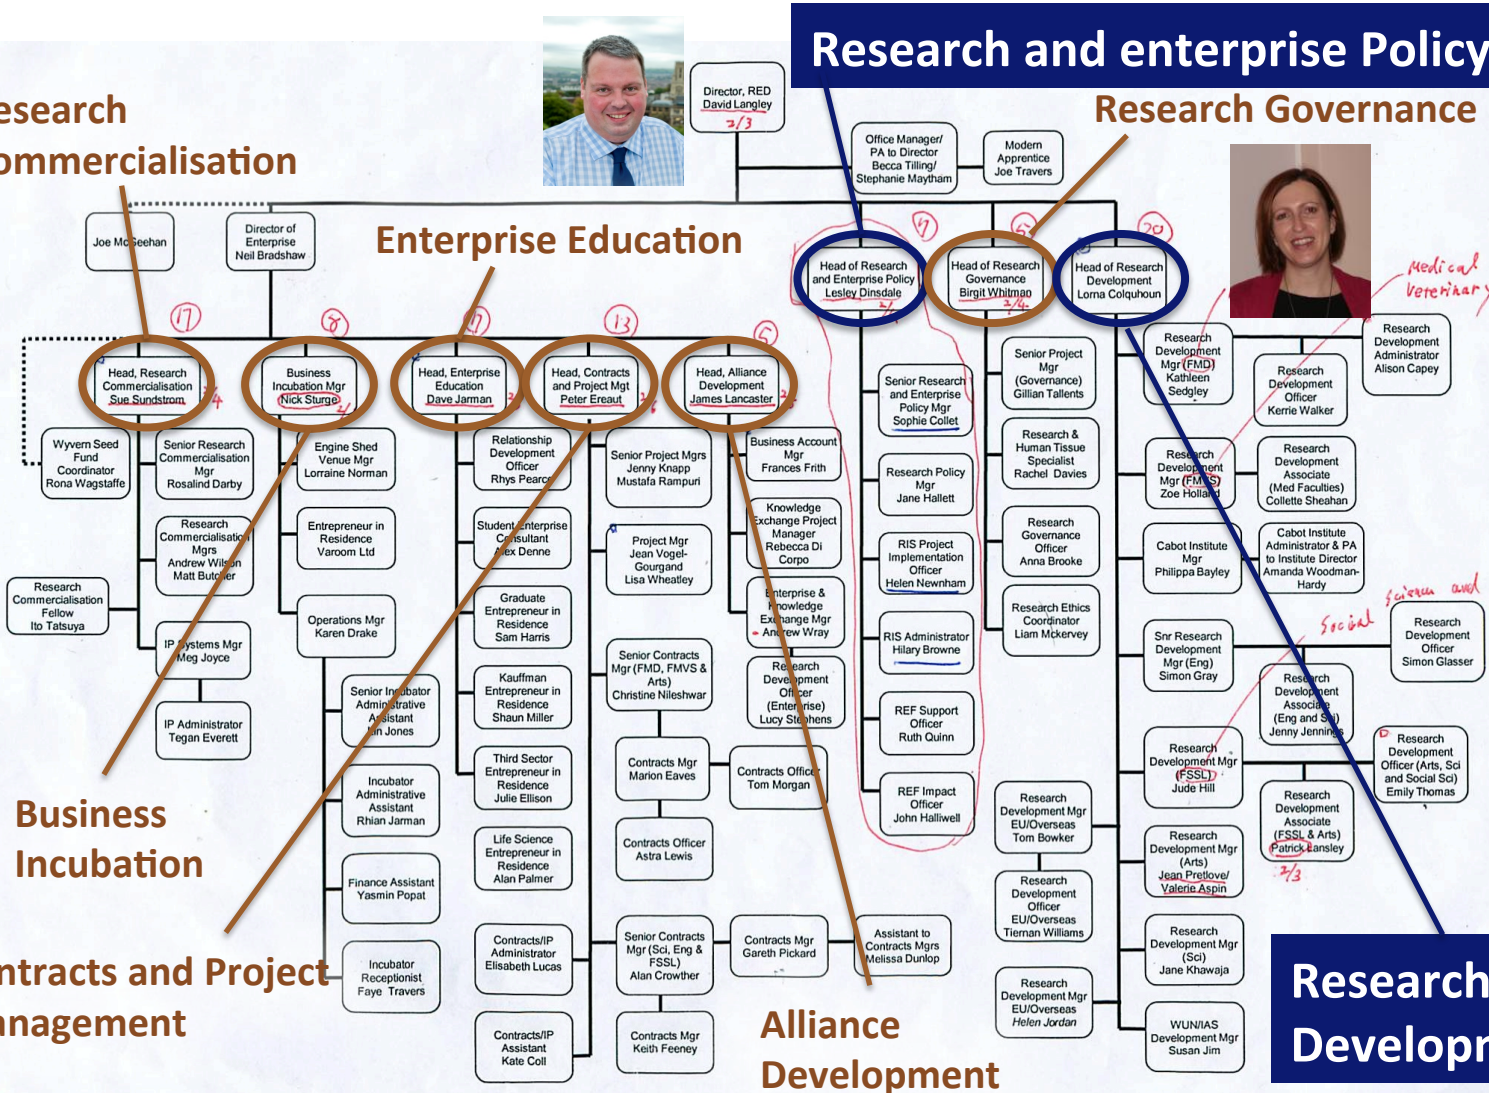 Research and enterprise Policy
Research Governance
esearch
ommercialisation
Enterprise Education
Business
Incubation
ntracts and Project
anagement
Alliance
Development
Research
Developm
Director, RED
David Langley
2/3
Office Manager/
PA to Director
Becca Tilling/
Stephanie Maytham
Modern
Apprentice
Joe Travers
Joe McGeehan
Director of
Enterprise
Neil Bradshaw
7
5
20
Head of Research
and Enterprise Policy
Lesley Dinsdale
Head of Research
Governance
Birgit Whitman
2/4
Head of Research
Development
Lorna Colquhoun
Medical
Veterinary
17
8
13
5
Head, Research
Commercialisation
Sue Sundstrom
Business
Incubation Mgr
Nick Sturge
Head, Enterprise
Education
Dave Jarman
Head, Contracts
and Project Mgt
Peter Ereaut
Head, Alliance
Development
James Lancaster
Wyvern Seed
Fund
Coordinator
Rona Wagstaffe
Senior Research
Commercialisation
Mgr
Rosalind Darby
Research
Commercialisation
Mgrs
Andrew Wilson
Matt Butcher
Research
Commercialisation
Fellow
Ito Tatsuya
IP Systems Mgr
Meg Joyce
IP Administrator
Tegan Everett
Engine Shed
Venue Mgr
Lorraine Norman
Entrepreneur in
Residence
Varoom Ltd
Operations Mgr
Karen Drake
Senior Incubator
Administrative
Assistant
Jones
Incubator
Administrative
Assistant
Rhian Jarman
Finance Assistant
Yasmin Popat
Incubator
Receptionist
Faye Travers
Relationship
Development
Officer
Rhys Pearce
Student Enterprise
Consultant
Alex Denne
Graduate
Entrepreneur in
Residence
Sam Harris
Kauffman
Entrepreneur in
Residence
Shaun Miller
Third Sector
Entrepreneur in
Residence
Julie Ellison
Life Science
Entrepreneur in
Residence
Alan Palmer
Contracts/IP
Administrator
Elisabeth Lucas
Contracts/IP
Assistant
Kate Coll
Senior Project Mgrs
Jenny Knapp
Mustafa Rampuri
Project Mgr
Jean Vogel-
Gourgand
Lisa Wheatley
Senior Contracts
Mgr (FMD, FMVS &
Arts)
Christine Nileshwar
Contracts Mgr
Marion Eaves
Contracts Officer
Tom Morgan
Contracts Officer
Astra Lewis
Senior Contracts
Mgr (Sci, Eng &
FSSL)
Alan Crowther
Contracts Mgr
Gareth Pickard
Assistant to
Contracts Mgrs
Melissa Dunlop
Contracts Mgr
Keith Feeney
Business Account
Mgr
Frances Frith
Knowledge
Exchange Project
Manager
Rebecca Di
Corpo
Enterprise &
Knowledge
Exchange Mgr
Andrew Wray
Research
Development
Officer
(Enterprise)
Lucy Stephens
Senior Research
and Enterprise
Policy Mgr
Sophie Collet
Research Policy
Mgr
Jane Hallett
RIS Project
Implementation
Officer
Helen Newnham
RIS Administrator
Hilary Browne
REF Support
Officer
Ruth Quinn
REF Impact
Officer
John Halliwell
Senior Project
Mgr
(Governance)
Gillian Tallents
Research &
Human Tissue
Specialist
Rachel Davies
Research
Governance
Officer
Anna Brooke
Research Ethics
Coordinator
Liam Mckervey
Research
Development Mgr
EU/Overseas
Tom Bowker
Research
Development
Officer
EU/Overseas
Tiernan Williams
Research
Development Mgr
EU/Overseas
Helen Jordan
Research
Development
Mgr (FMD)
Kathleen
Sedgley
Research
Development
Officer
Kerrie Walker
Research
Development
Administrator
Alison Capey
Research
Development
Mgr (FMVS)
Zoe Holland
Research
Development
Associate
(Med Faculties)
Collette Sheahan
Cabot Institute
Mgr
Philippa Bayley
Cabot Institute
Administrator & PA
to Institute Director
Amanda Woodman-
Hardy
Social Science and
Snr Research
Development
Mgr (Eng)
Simon Gray
Research
Development
Officer
Simon Glasser
Research
Development
Associate
(Eng and Sci)
Jenny Jennings
Research
Development Mgr
(FSSL)
Jude Hill
Research
Development
Officer (Arts, Sci
and Social Sci)
Emily Thomas
Research
Development
Associate
(FSSL & Arts)
Patrick Lansley
2/3
Research
Development Mgr
(Arts)
Jean Pretlove/
Valerie Aspin
Research
Development Mgr
(Sci)
Jane Khawaja
WUN/IAS
Development Mgr
Susan Jim